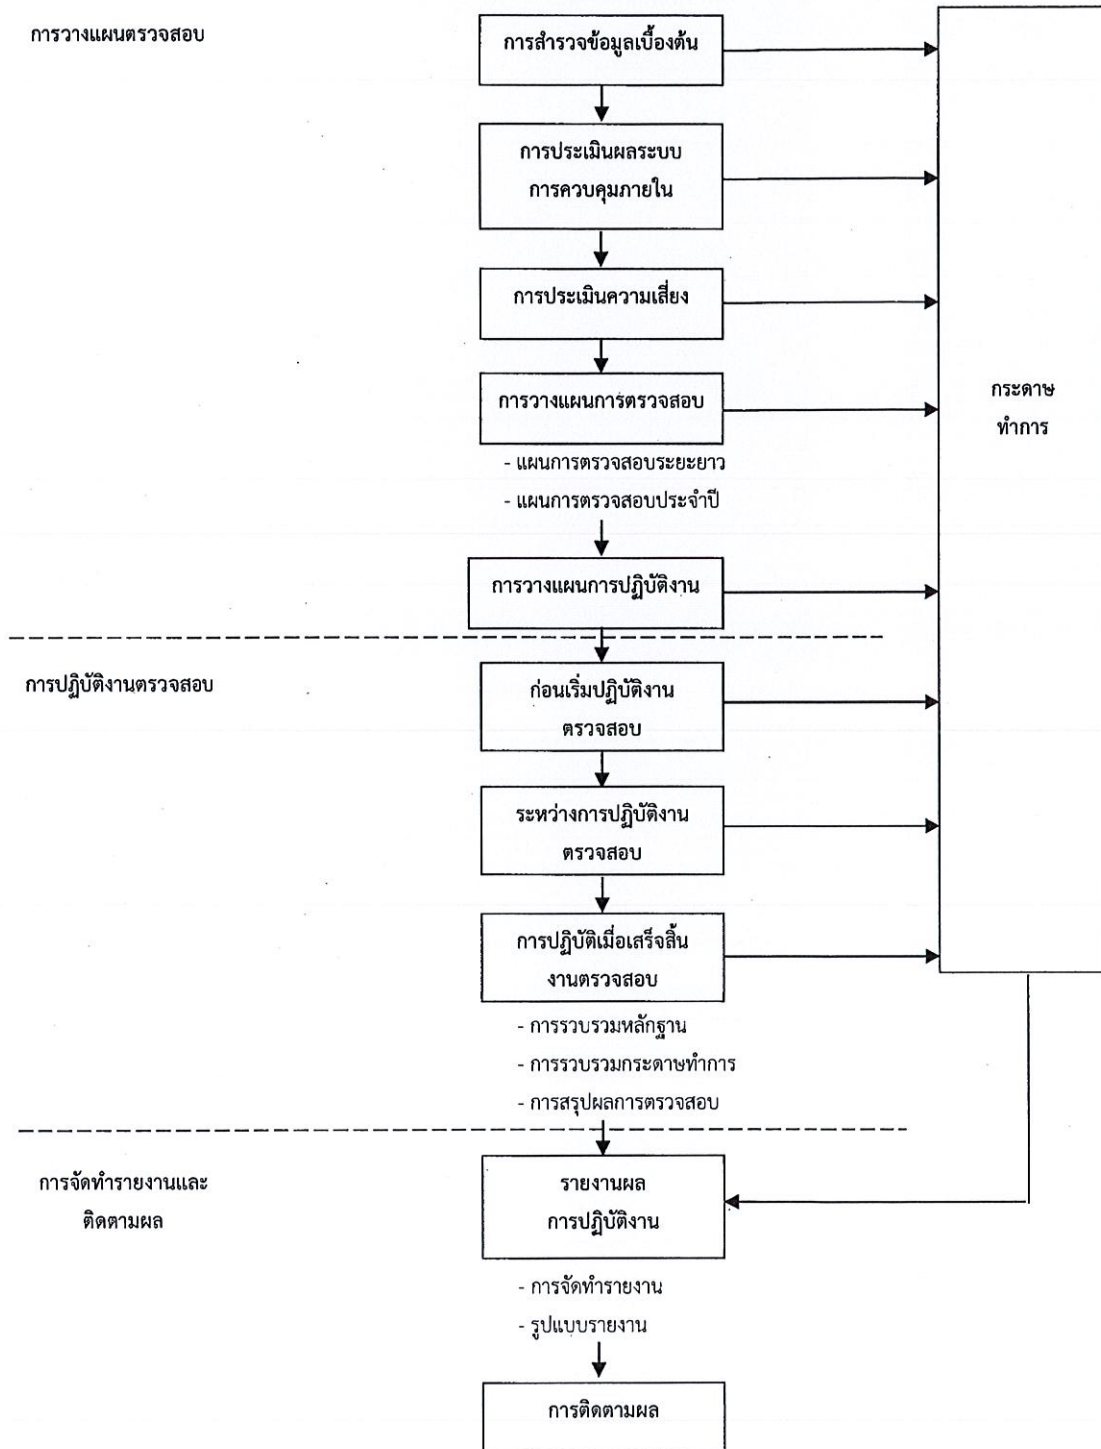 การวางแผนตรวจสอบ
การสำรวจข้อมูลเบื้องต้น
การประเมินผลระบบ
การควบคุมภายใน
การประเมินความเสี่ยง
การวางแผนการตรวจสอบ
- แผนการตรวจสอบระยะยาว
- แผนการตรวจสอบประจำปี
การวางแผนการปฏิบัติงาน
กระดาษ
ทำการ
การปฏิบัติงานตรวจสอบ
ก่อนเริ่มปฏิบัติงาน
ตรวจสอบ
ระหว่างการปฏิบัติงาน
ตรวจสอบ
การปฏิบัติเมื่อเสร็จสิ้น
งานตรวจสอบ
- การรวบรวมหลักฐาน
- การรวบรวมกระดาษทำการ
- การสรุปผลการตรวจสอบ
การจัดทำรายงานและ
ติดตามผล
รายงานผล
การปฏิบัติงาน
- การจัดทำรายงาน
- รูปแบบรายงาน
การติดตามผล